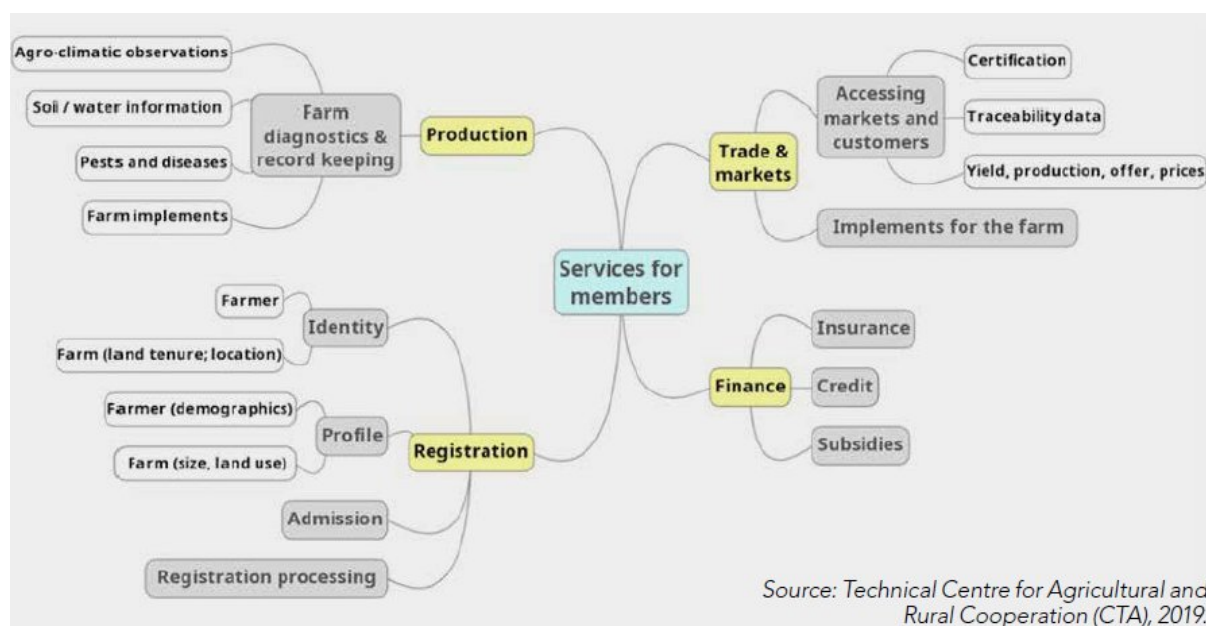 Agro-climatic observations
Soil / water information
Pests and diseases
Farm implements
Farm
diagnostics &
record keeping
Production
Farmer
Farm (land tenure; location)
Identity
Farmer (demographics)
Farm (size, land use)
Profile
Admission
Registration processing
Registration
Services for
members
Trade &
markets
Accessing
markets and
customers
Certification
Traceability data
Yield, production, offer, prices
Implements for the farm
Finance
Insurance
Credit
Subsidies
Source: Technical Centre for Agricultural and
Rural Cooperation (CTA), 2019.